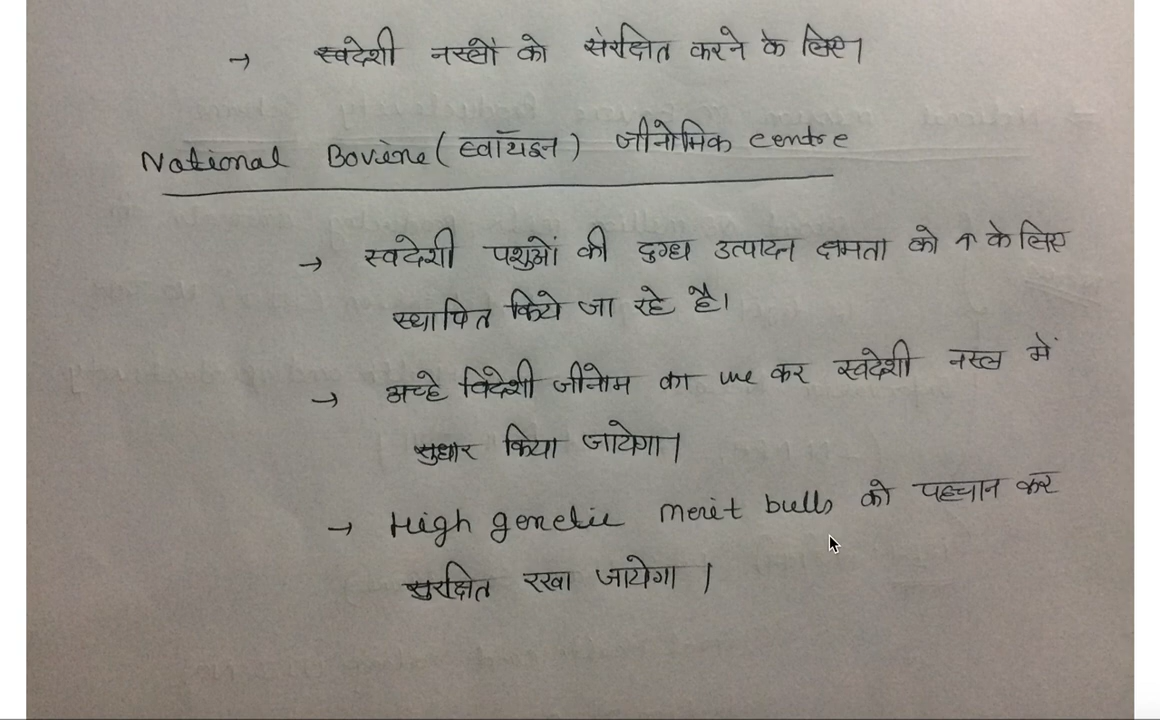 → स्वदेशी नस्लों को संरक्षित करने के लिए।
National Bovine (ह्वॉयइन) जीनोमिक centre
→ स्वदेशी पशुओं की दुग्ध उत्पादन क्षमता को ↑ के लिए
स्थापित किये जा रहे है।
→ अच्हे विदेशी जीनोम का use कर स्वदेशी नस्ल में
सुधार किया जायेगा।
→ High genetic merit bulls को पहचान कर
सुरक्षित रखा जायेगा।